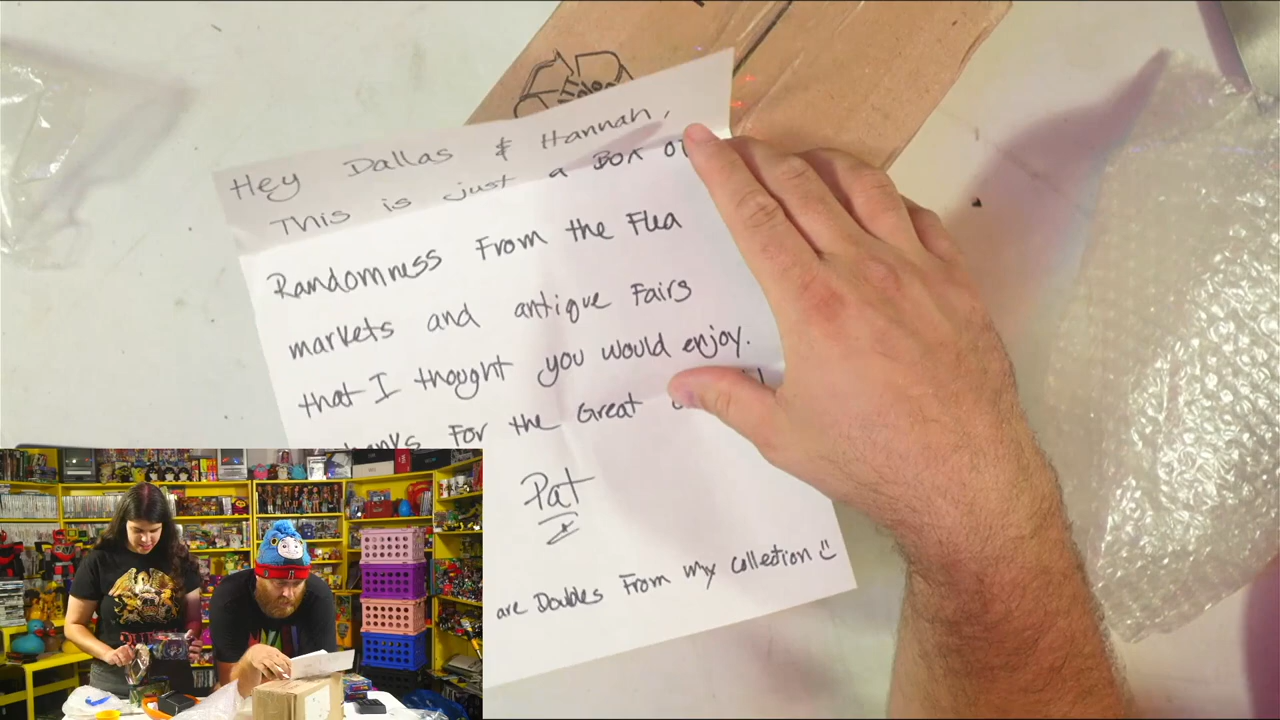 Hey Dallas & Hannah,
This is just a Box of
Randomness From the Flea
markets and antique Fairs
that I thought you would enjoy.
thanks For the Great
Pat
are Doubles From my collection